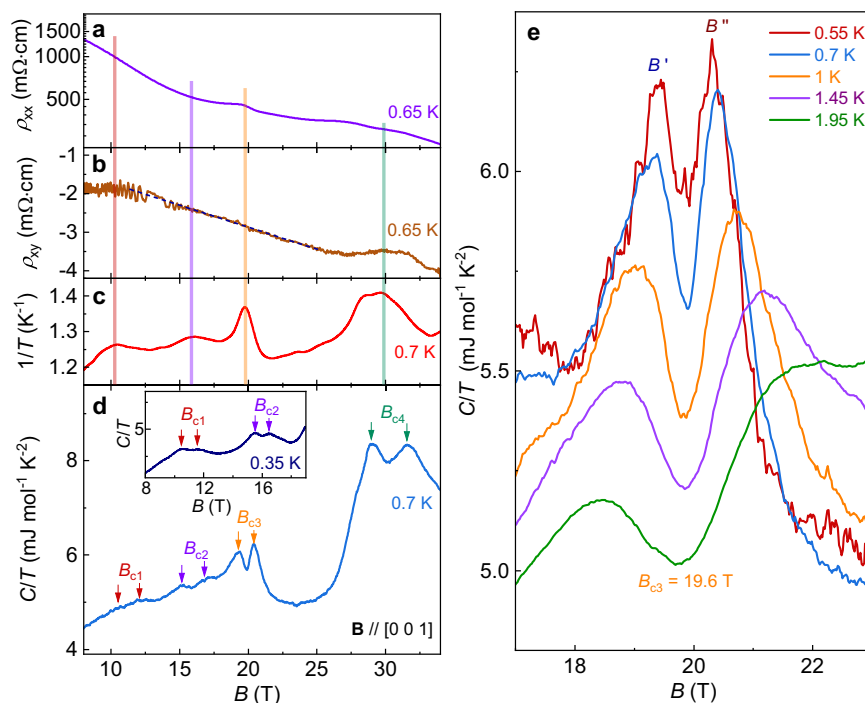 a
1500
1000
500
ρxx (mΩ·cm)
0.65 K
b
-1
-2
-3
-4
ρxy (mΩ·cm)
0.65 K
c
1.4
1.3
1.2
1/T (K⁻¹)
0.7 K
d
C/T
5
Bc1
Bc2
0.35 K
8 12 16
B (T)
Bc4
0.7 K
8
6
4
C/T (mJ mol⁻¹ K⁻²)
Bc1
Bc2
Bc3
B // [0 0 1]
10 15 20 25 30
B (T)
e
B'
B''
0.55 K
0.7 K
1 K
1.45 K
1.95 K
6.0
5.5
5.0
C/T (mJ mol⁻¹ K⁻²)
Bc3 = 19.6 T
18 20 22
B (T)